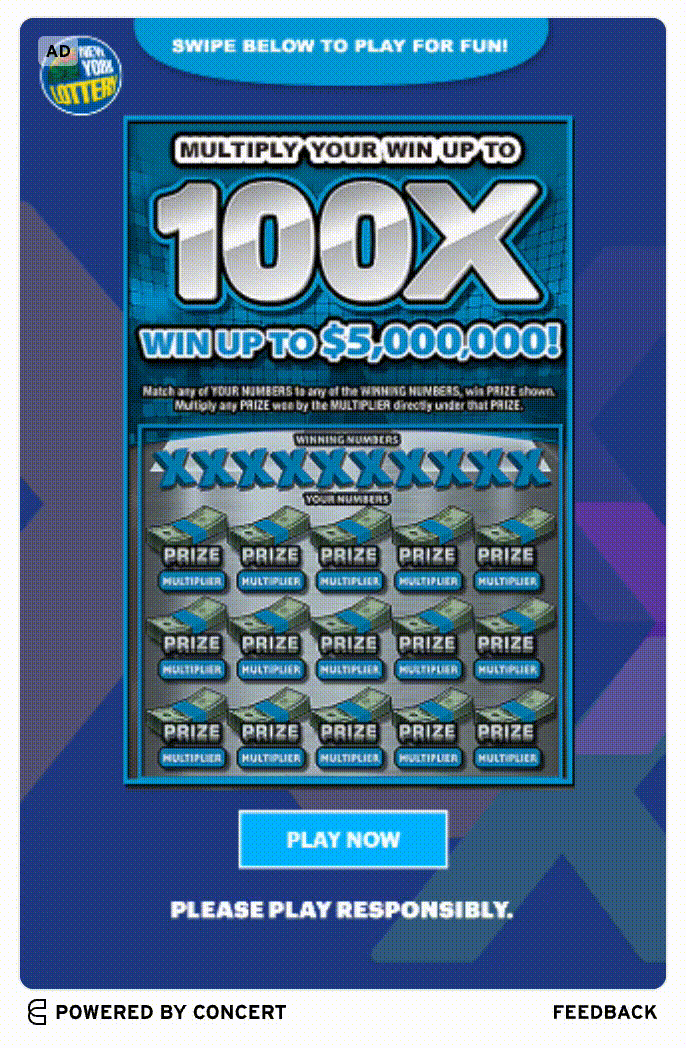 SWIPE BELOW TO PLAY FOR FUN!
AD
NEW
YORK
LOTTERY
MULTIPLY YOUR WIN UP TO
100X
WIN UP TO $5,000,000!
Match any of YOUR NUMBERS to any of the WINNING NUMBERS, win PRIZE shown.
Multiply any PRIZE won by the MULTIPLIER directly under that PRIZE.
WINNING NUMBERS
X X X X X X X X X X
YOUR NUMBERS
PRIZE PRIZE PRIZE PRIZE PRIZE
MULTIPLIER MULTIPLIER MULTIPLIER MULTIPLIER MULTIPLIER
PRIZE PRIZE PRIZE PRIZE PRIZE
MULTIPLIER MULTIPLIER MULTIPLIER MULTIPLIER MULTIPLIER
PRIZE PRIZE PRIZE PRIZE PRIZE
MULTIPLIER MULTIPLIER MULTIPLIER MULTIPLIER MULTIPLIER
PLAY NOW
PLEASE PLAY RESPONSIBLY.
POWERED BY CONCERT
FEEDBACK